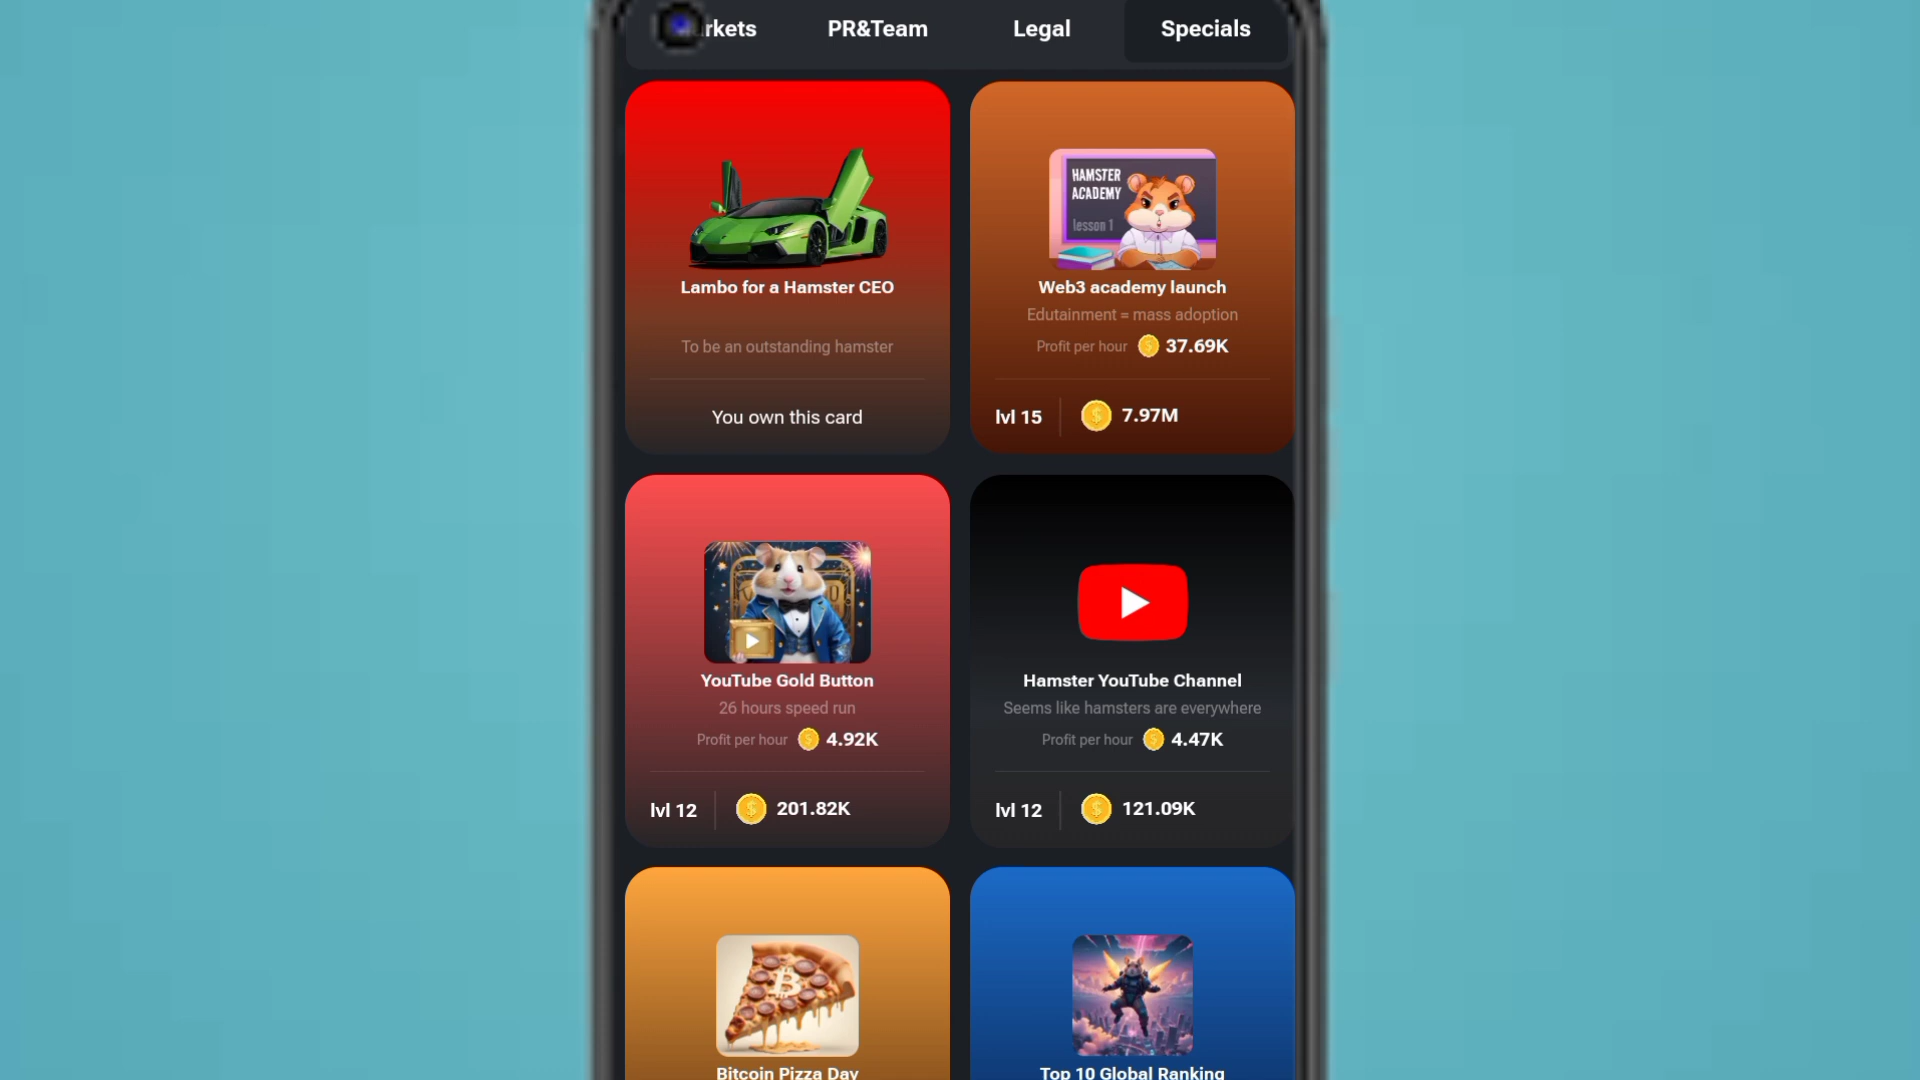 PR&Team
Legal
Specials
HAMSTER
ACADEMY
lesson 1
Lambo for a Hamster CEO
To be an outstanding hamster
You own this card
Web3 academy launch
Edutainment = mass adoption
Profit per hour 37.69K
lvl 15
7.97M
YouTube Gold Button
26 hours speed run
Profit per hour 4.92K
lvl 12
201.82K
Hamster YouTube Channel
Seems like hamsters are everywhere
Profit per hour 4.47K
lvl 12
121.09K
Bitcoin Pizza Day
Top 10 Global Ranking